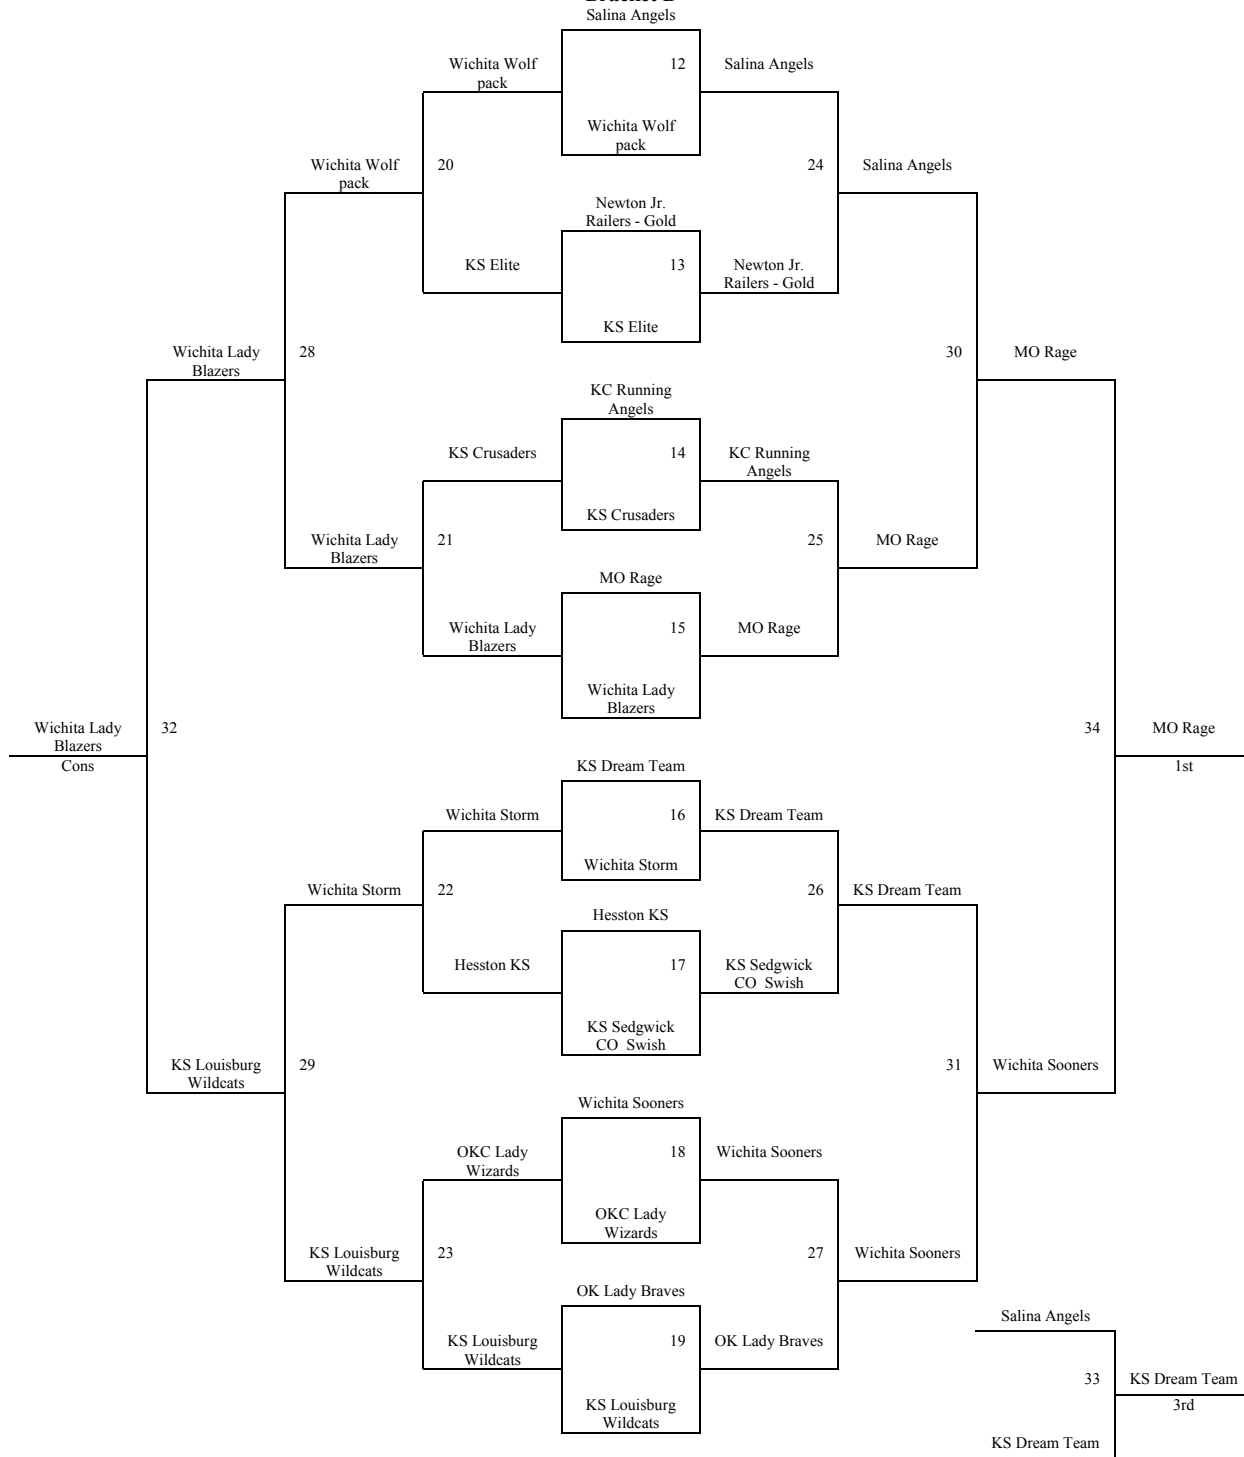 Salina Angels
Wichita Wolf
pack
12
Salina Angels
Wichita Wolf
pack
Wichita Wolf
pack
20
24
Salina Angels
Newton Jr.
Railers - Gold
KS Elite
13
Newton Jr.
Railers - Gold
KS Elite
Wichita Lady
Blazers
28
30
MO Rage
KC Running
Angels
KS Crusaders
14
KC Running
Angels
KS Crusaders
Wichita Lady
Blazers
21
25
MO Rage
MO Rage
Wichita Lady
Blazers
15
MO Rage
Wichita Lady
Blazers
Wichita Lady
Blazers
Cons
32
34
MO Rage
1st
KS Dream Team
Wichita Storm
16
KS Dream Team
Wichita Storm
Wichita Storm
22
26
KS Dream Team
Hesston KS
Hesston KS
17
KS Sedgwick
CO Swish
KS Sedgwick
CO Swish
KS Louisburg
Wildcats
29
31
Wichita Sooners
Wichita Sooners
OKC Lady
Wizards
18
Wichita Sooners
OKC Lady
Wizards
KS Louisburg
Wildcats
23
27
Wichita Sooners
OK Lady Braves
KS Louisburg
Wildcats
19
OK Lady Braves
KS Louisburg
Wildcats
Salina Angels
33
KS Dream Team
3rd
KS Dream Team